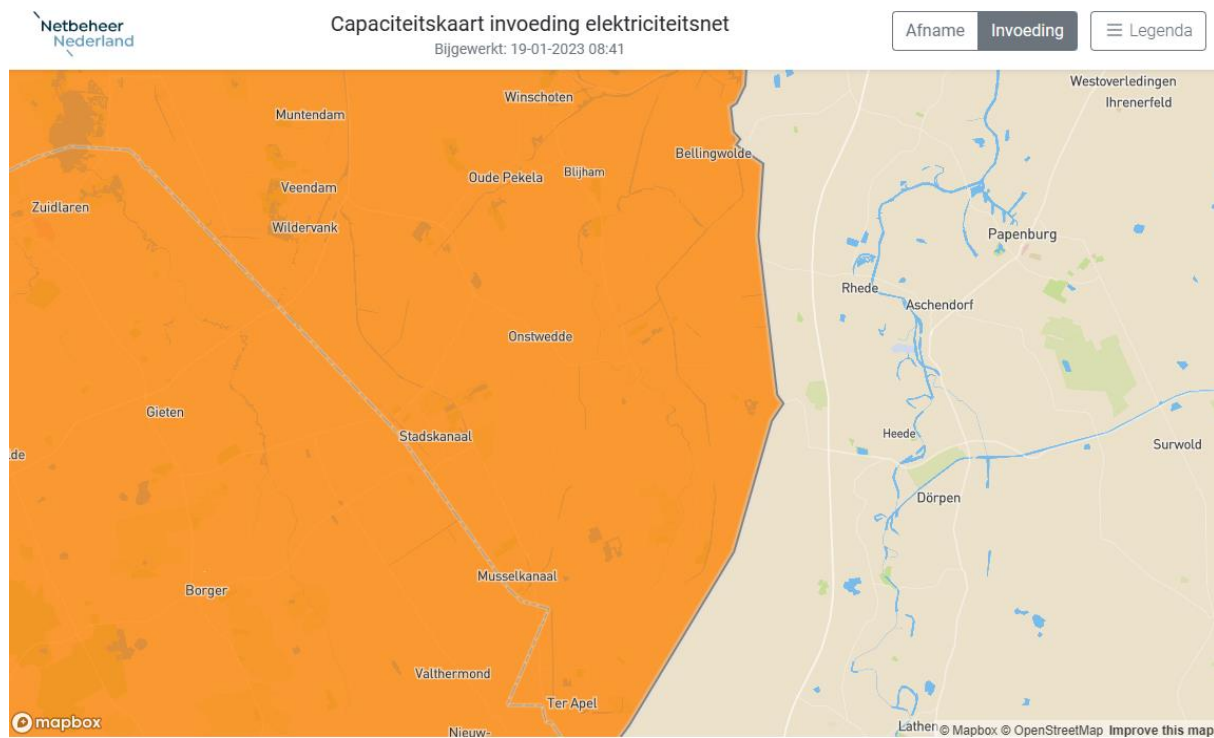 Netbeheer
Nederland
Capaciteitskaart invoeding elektriciteitsnet
Bijgewerkt: 19-01-2023 08:41
Afname
Invoeding
Legenda
Westoverledingen
Ihrenerfeld
Winschoten
Muntendam
Bellingwolde
Oude Pekela
Blijham
Veendam
Zuidlaren
Wildervank
Papenburg
Rhede
Aschendorf
Onstwedde
Gieten
Stadskanaal
Heede
Surwold
.de
Dörpen
Musselkanaal
Borger
Valthermond
Ter Apel
mapbox
Nieuw-
Lathen
© Mapbox © OpenStreetMap Improve this map